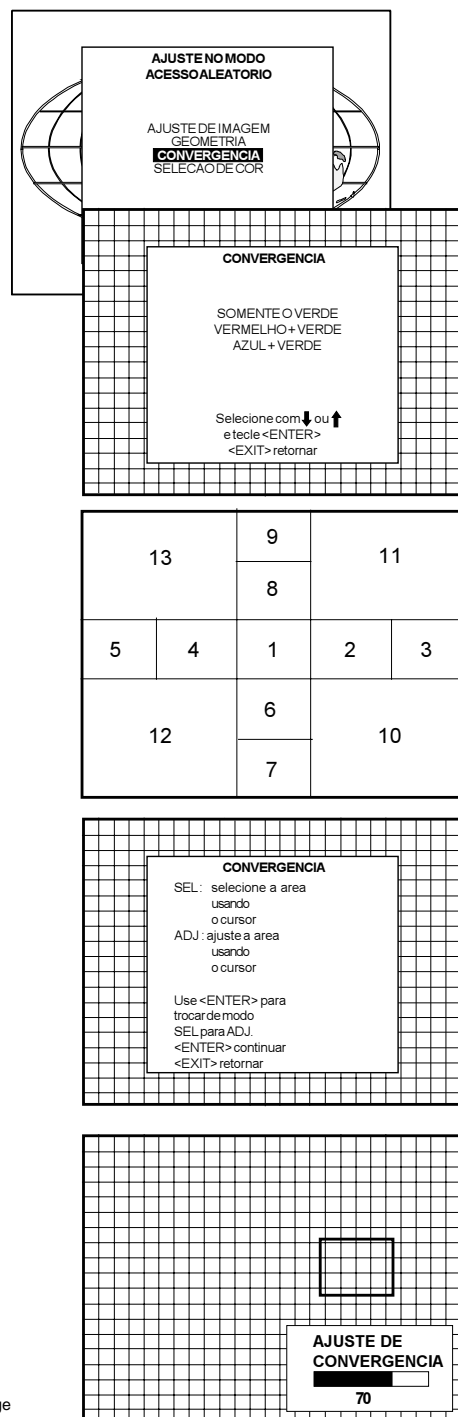 AJUSTE NO MODO
ACESSO ALEATORIO
AJUSTE DE IMAGEM
GEOMETRIA
CONVERGENCIA
SELECAO DE COR
CONVERGENCIA
SOMENTE O VERDE
VERMELHO + VERDE
AZUL + VERDE
Selecione com ⬇ ou ⬆
e tecle <ENTER>
<EXIT> retornar
13 9 11
8
5 4 1 2 3
12 6 10
7
CONVERGENCIA
SEL : selecione a area
usando
o cursor
ADJ : ajuste a area
usando
o cursor
Use <ENTER> para
trocar de modo
SEL para ADJ.
<ENTER> continuar
<EXIT> retornar
AJUSTE DE
CONVERGENCIA
70